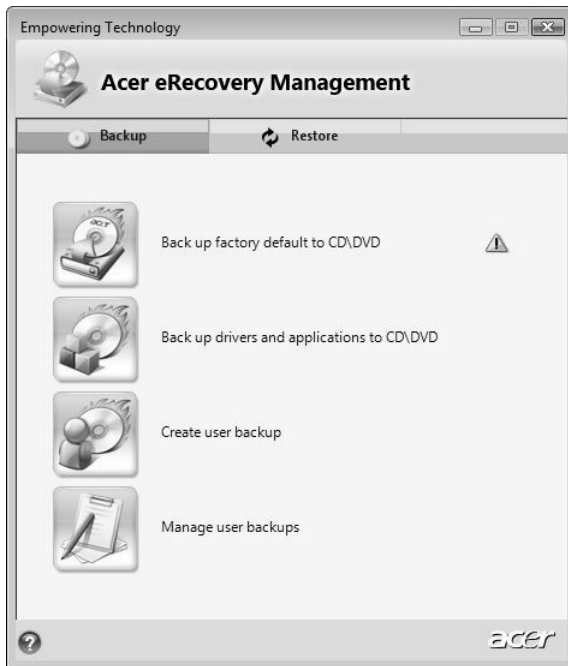 Empowering Technology
Acer eRecovery Management
Backup
Restore
acer
Back up factory default to CD\DVD
Back up drivers and applications to CD\DVD
Create user backup
Manage user backups
?
acer